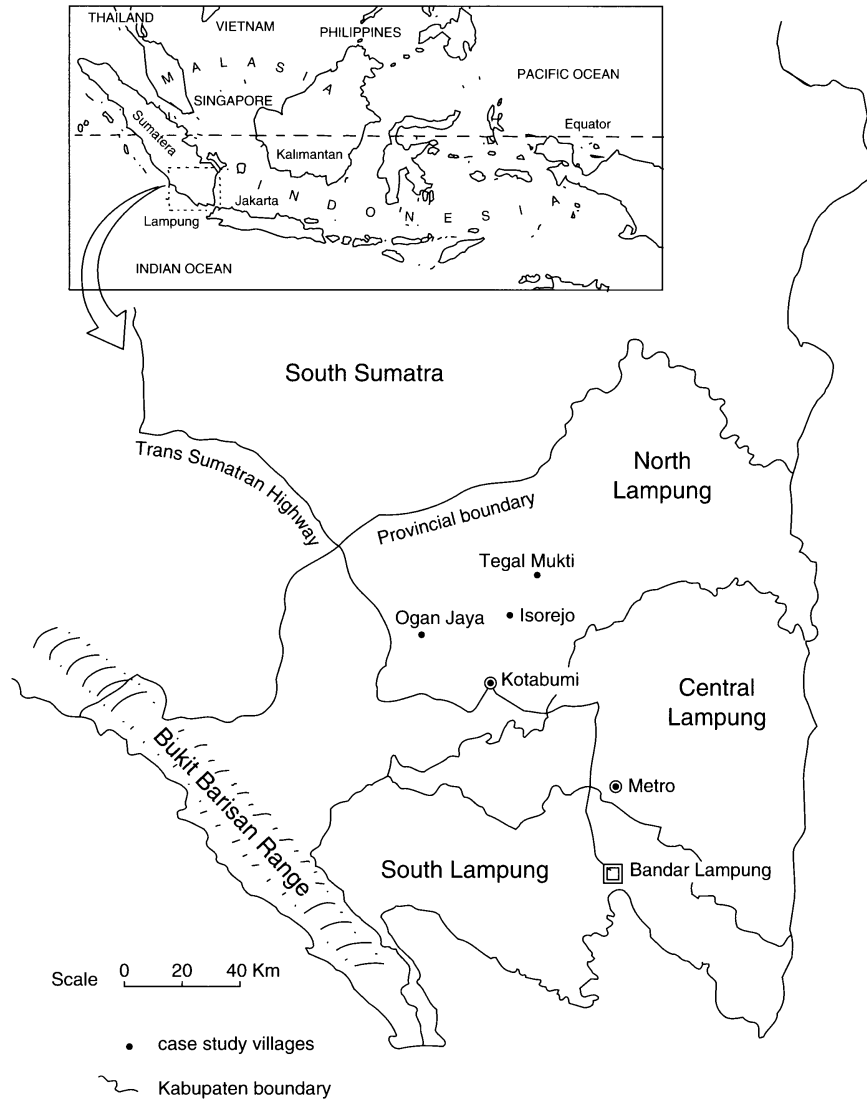 THAILAND
VIETNAM
PHILIPPINES
MALASIA
PACIFIC OCEAN
SINGAPORE
Sumatera
Equator
Kalimantan
Jakarta
INDONESIA
Lampung
INDIAN OCEAN
South Sumatra
Trans Sumatran Highway
Provincial boundary
North
Lampung
Tegal Mukti
Isorejo
Ogan Jaya
Kotabumi
Central
Lampung
Bukit Barisan Range
Metro
South Lampung
Bandar Lampung
Scale 0 20 40 Km
case study villages
Kabupaten boundary